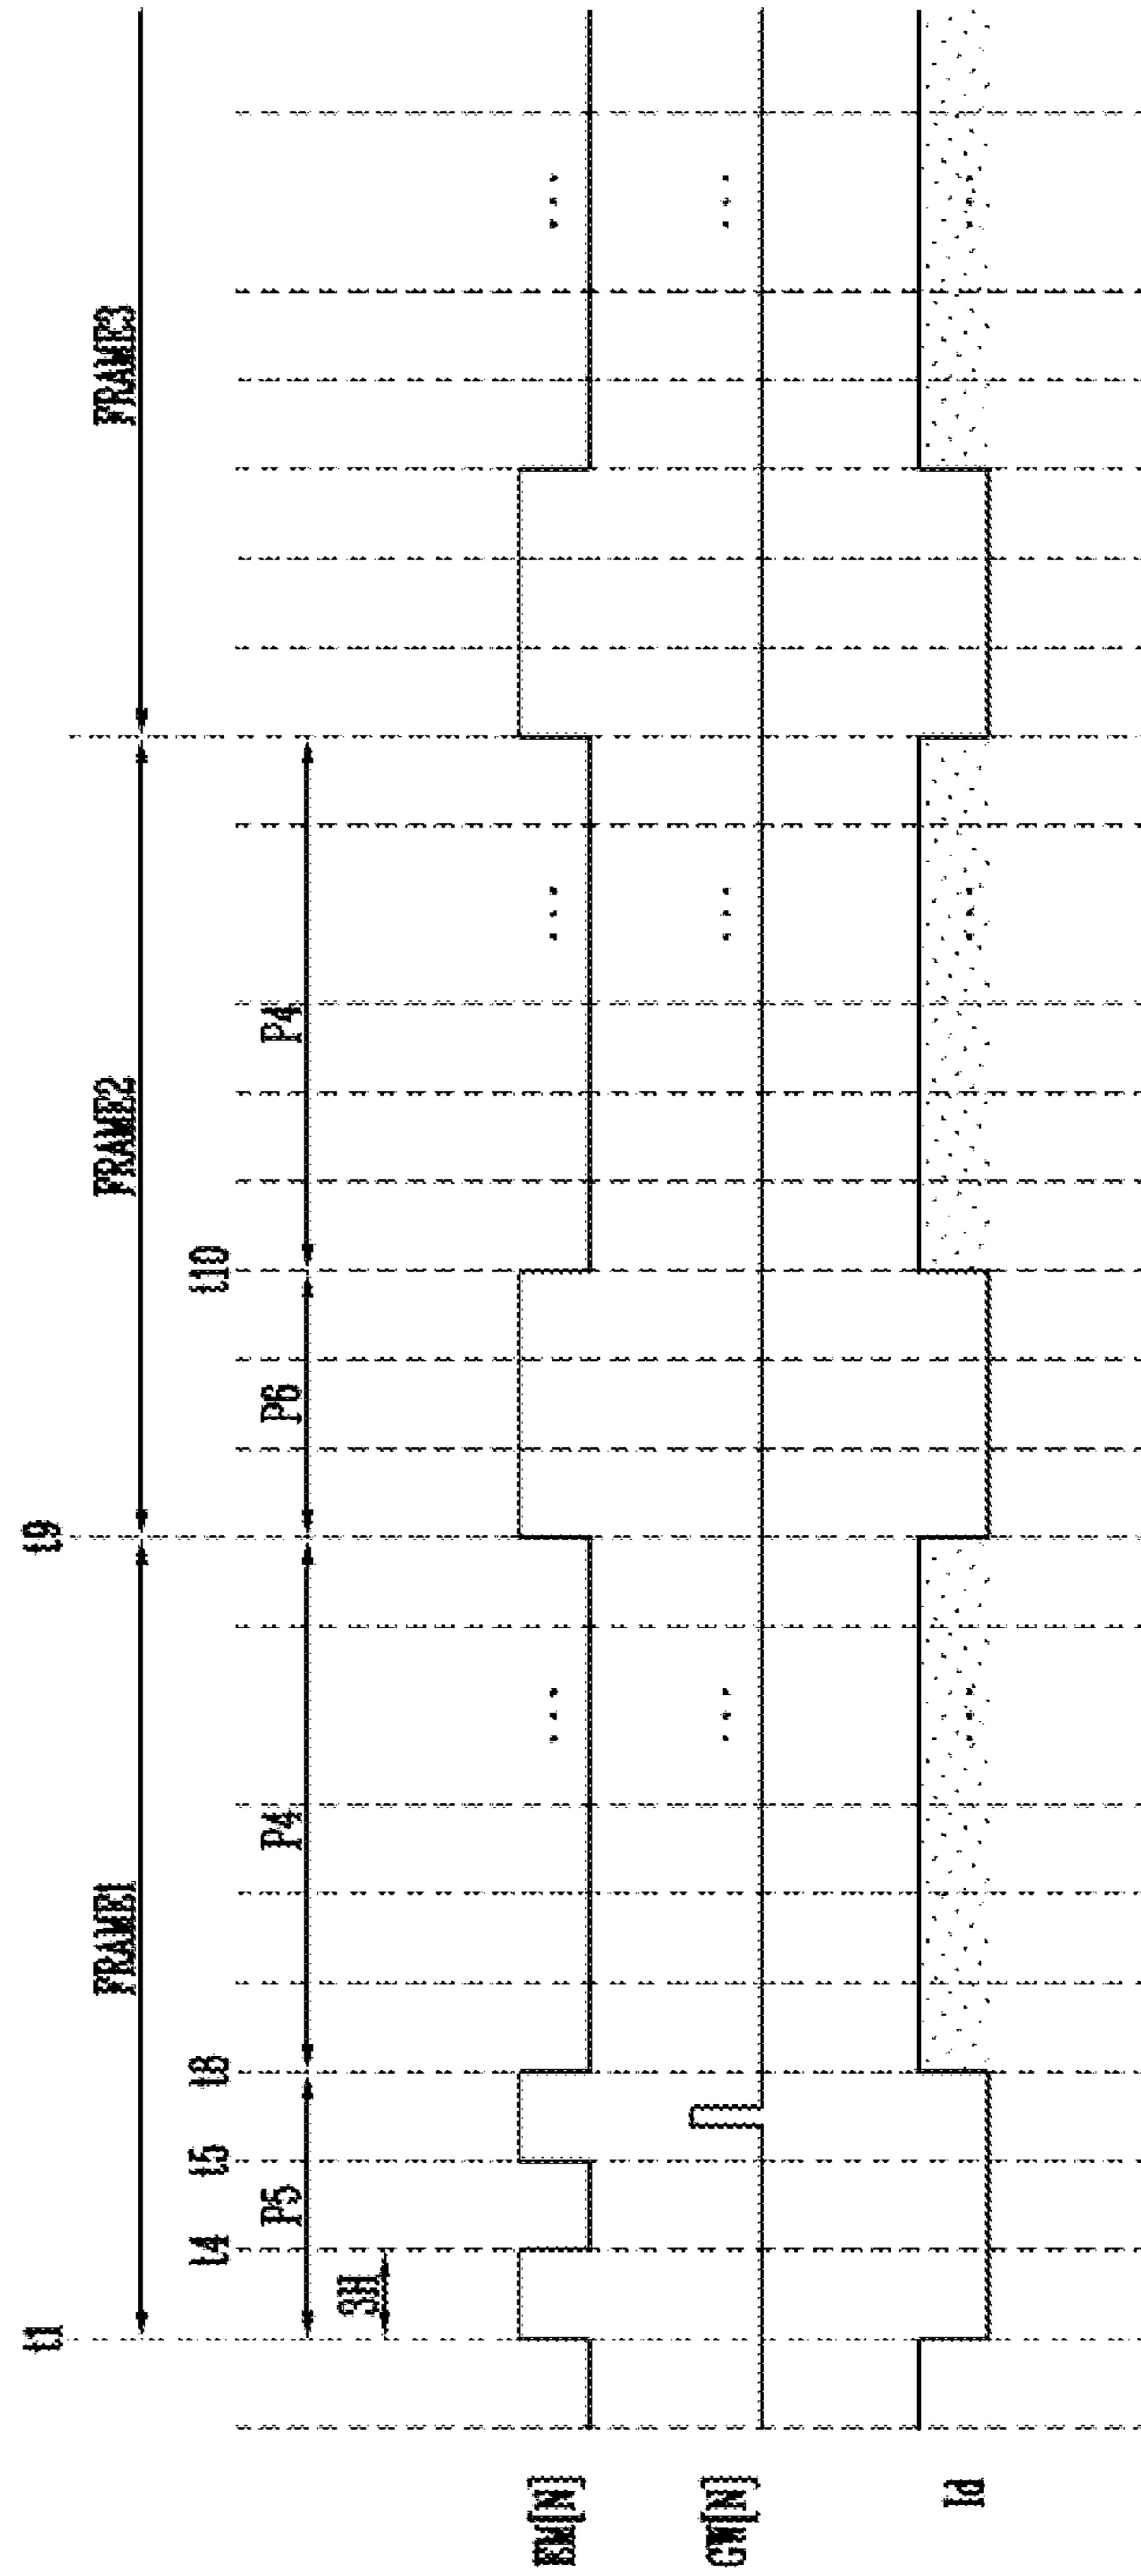 t1
t9
FRAME1
FRAME2
FRAME3
t4
t5
t8
t10
P5
P4
P6
P4
3H
EM[N]
...
...
...
GW[N]
...
...
...
Id
...
...
...